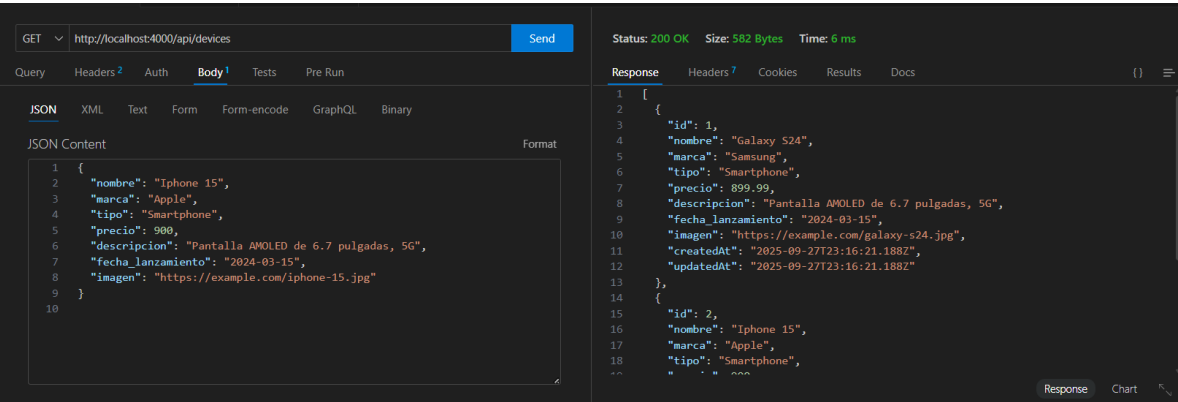 GET http://localhost:4000/api/devices Send
Query Headers 2 Auth Body 1 Tests Pre Run
JSON XML Text Form Form-encode GraphQL Binary
JSON Content Format
1 {
2 "nombre": "Iphone 15",
3 "marca": "Apple",
4 "tipo": "Smartphone",
5 "precio": 900,
6 "descripcion": "Pantalla AMOLED de 6.7 pulgadas, 5G",
7 "fecha_lanzamiento": "2024-03-15",
8 "imagen": "https://example.com/iphone-15.jpg"
9 }
10
Status: 200 OK Size: 582 Bytes Time: 6 ms
Response Headers 7 Cookies Results Docs {}
1 [
2 {
3 "id": 1,
4 "nombre": "Galaxy S24",
5 "marca": "Samsung",
6 "tipo": "Smartphone",
7 "precio": 899.99,
8 "descripcion": "Pantalla AMOLED de 6.7 pulgadas, 5G",
9 "fecha_lanzamiento": "2024-03-15",
10 "imagen": "https://example.com/galaxy-s24.jpg",
11 "createdAt": "2025-09-27T23:16:21.188Z",
12 "updatedAt": "2025-09-27T23:16:21.188Z"
13 },
14 {
15 "id": 2,
16 "nombre": "Iphone 15",
17 "marca": "Apple",
18 "tipo": "Smartphone",
Response Chart